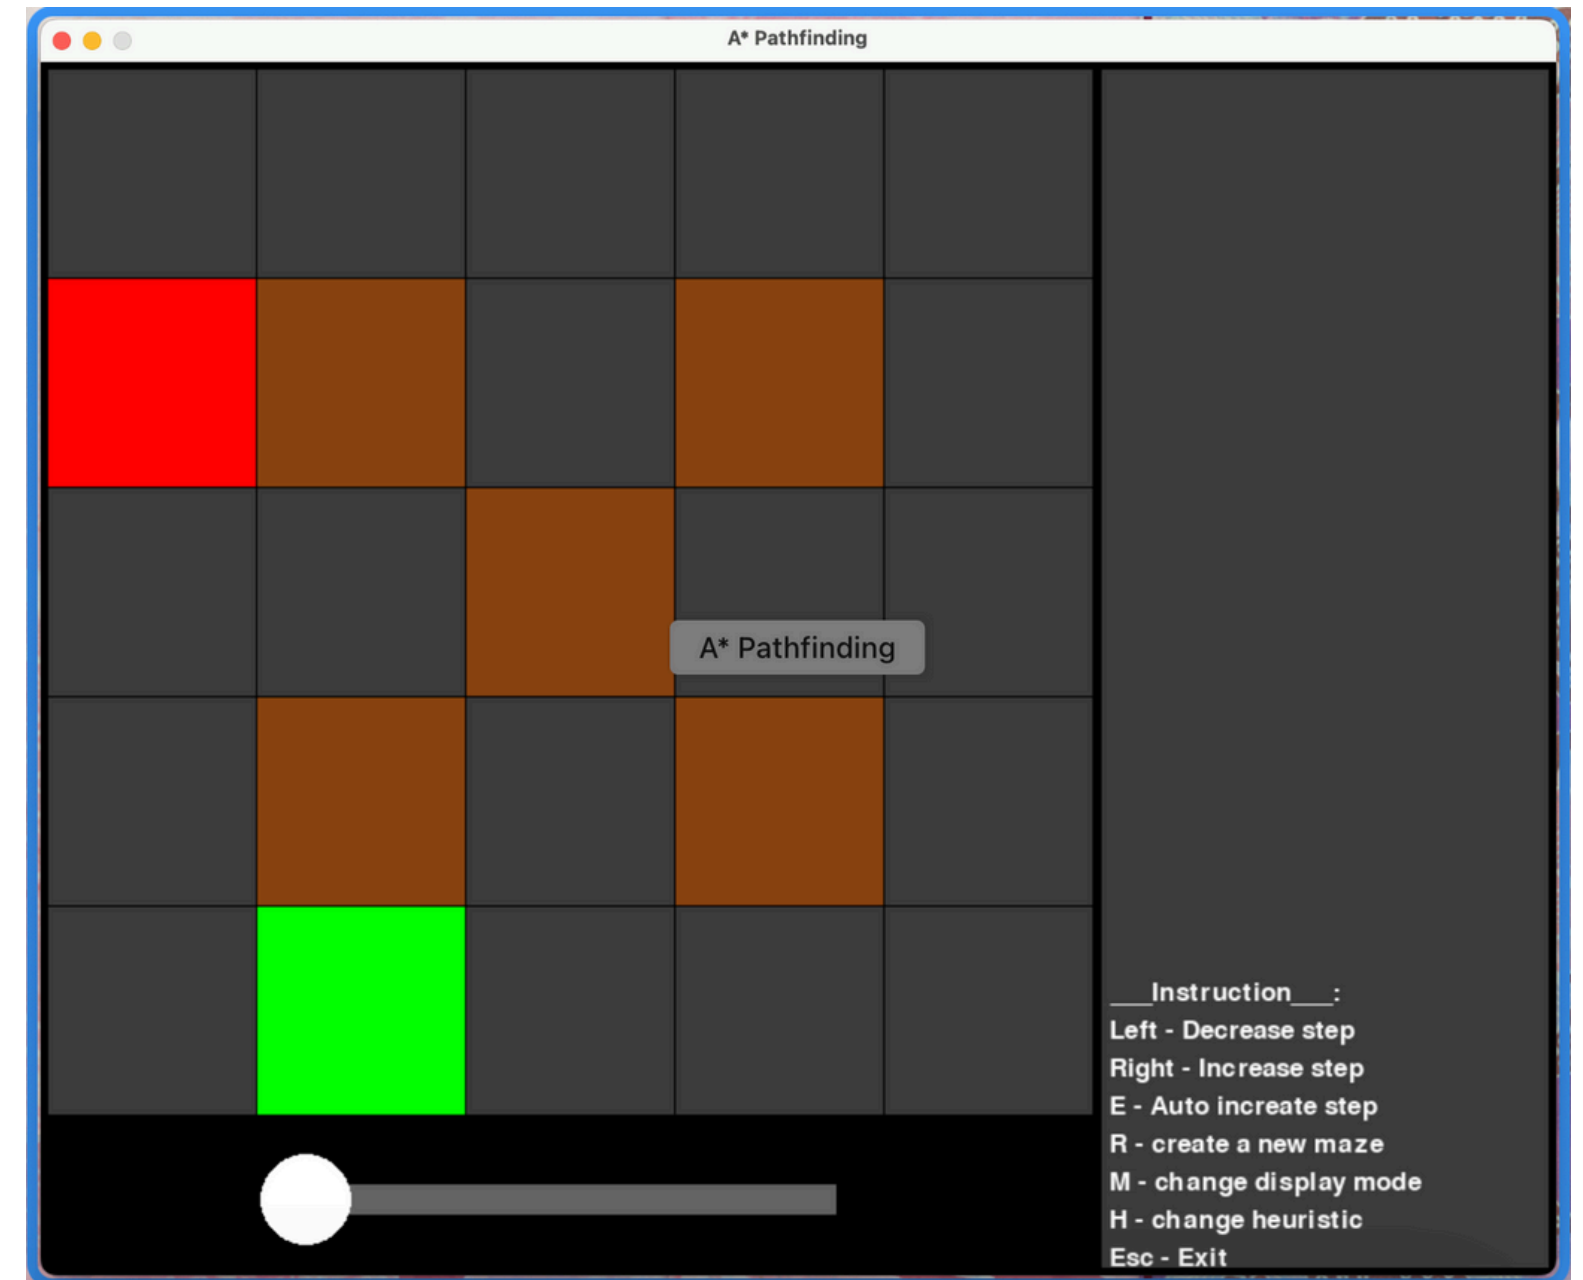 A* Pathfinding
A* Pathfinding
___Instruction___:
Left - Decrease step
Right - Increase step
E - Auto increate step
R - create a new maze
M - change display mode
H - change heuristic
Esc - Exit